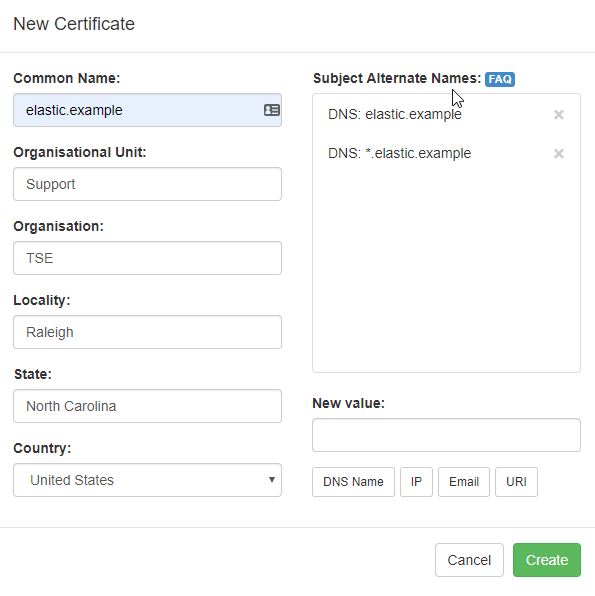 New Certificate
Common Name:
elastic.example
Organisational Unit:
Support
Organisation:
TSE
Locality:
Raleigh
State:
North Carolina
Country:
United States
Subject Alternate Names: FAQ
DNS: elastic.example
DNS: *.elastic.example
New value:
DNS Name IP Email URI
Cancel Create